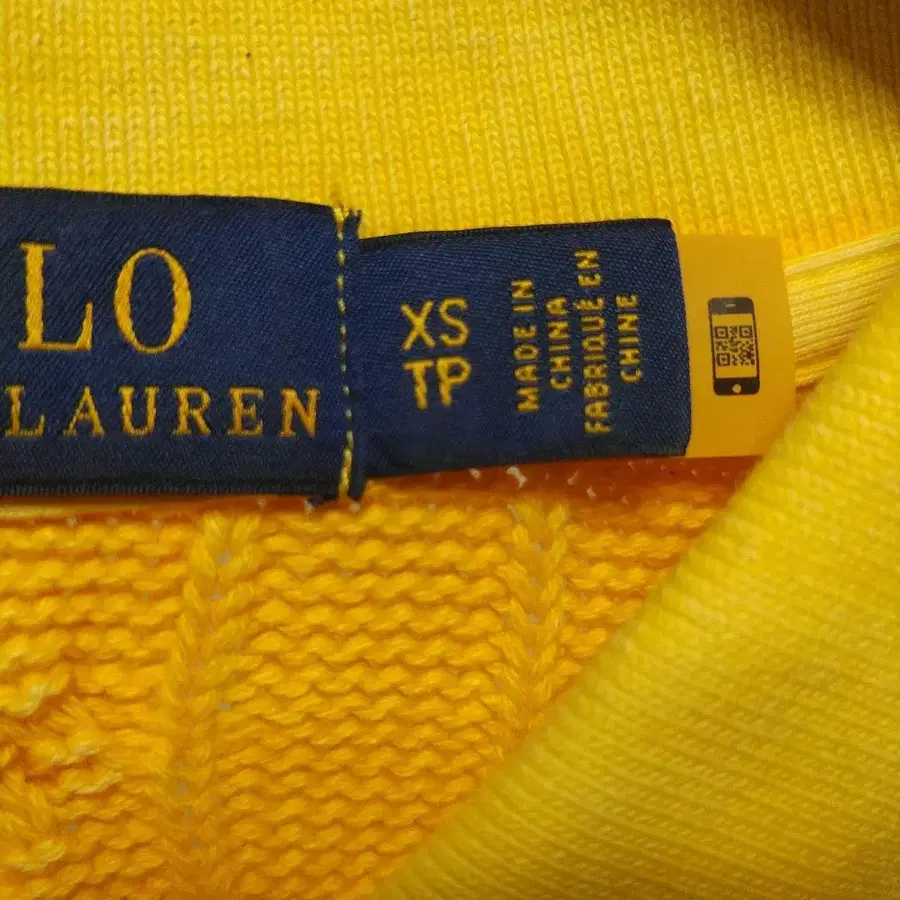 LO
LAUREN
XS
TP
MADE IN
CHINA
FABRIQUÉ EN
CHINE